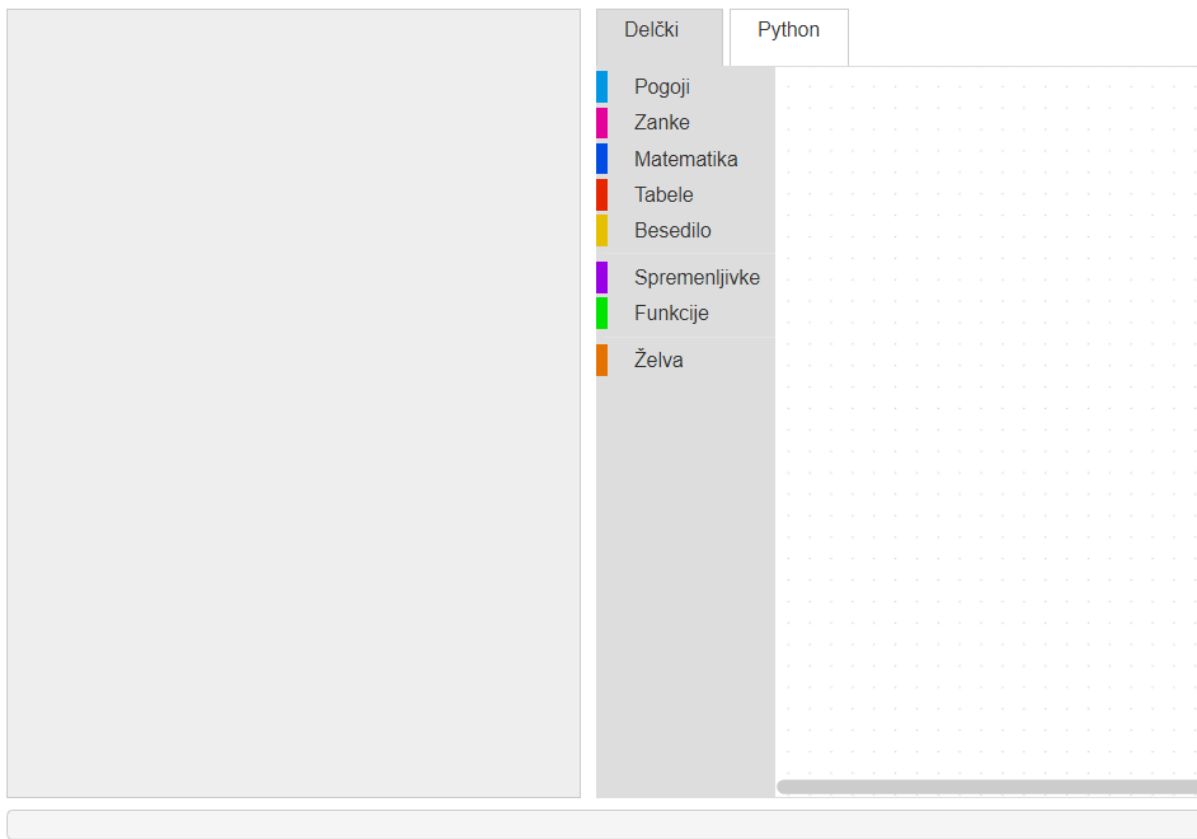 Delčki Python
Pogoji
Zanke
Matematika
Tabele
Besedilo
Spremenljivke
Funkcije
Želva